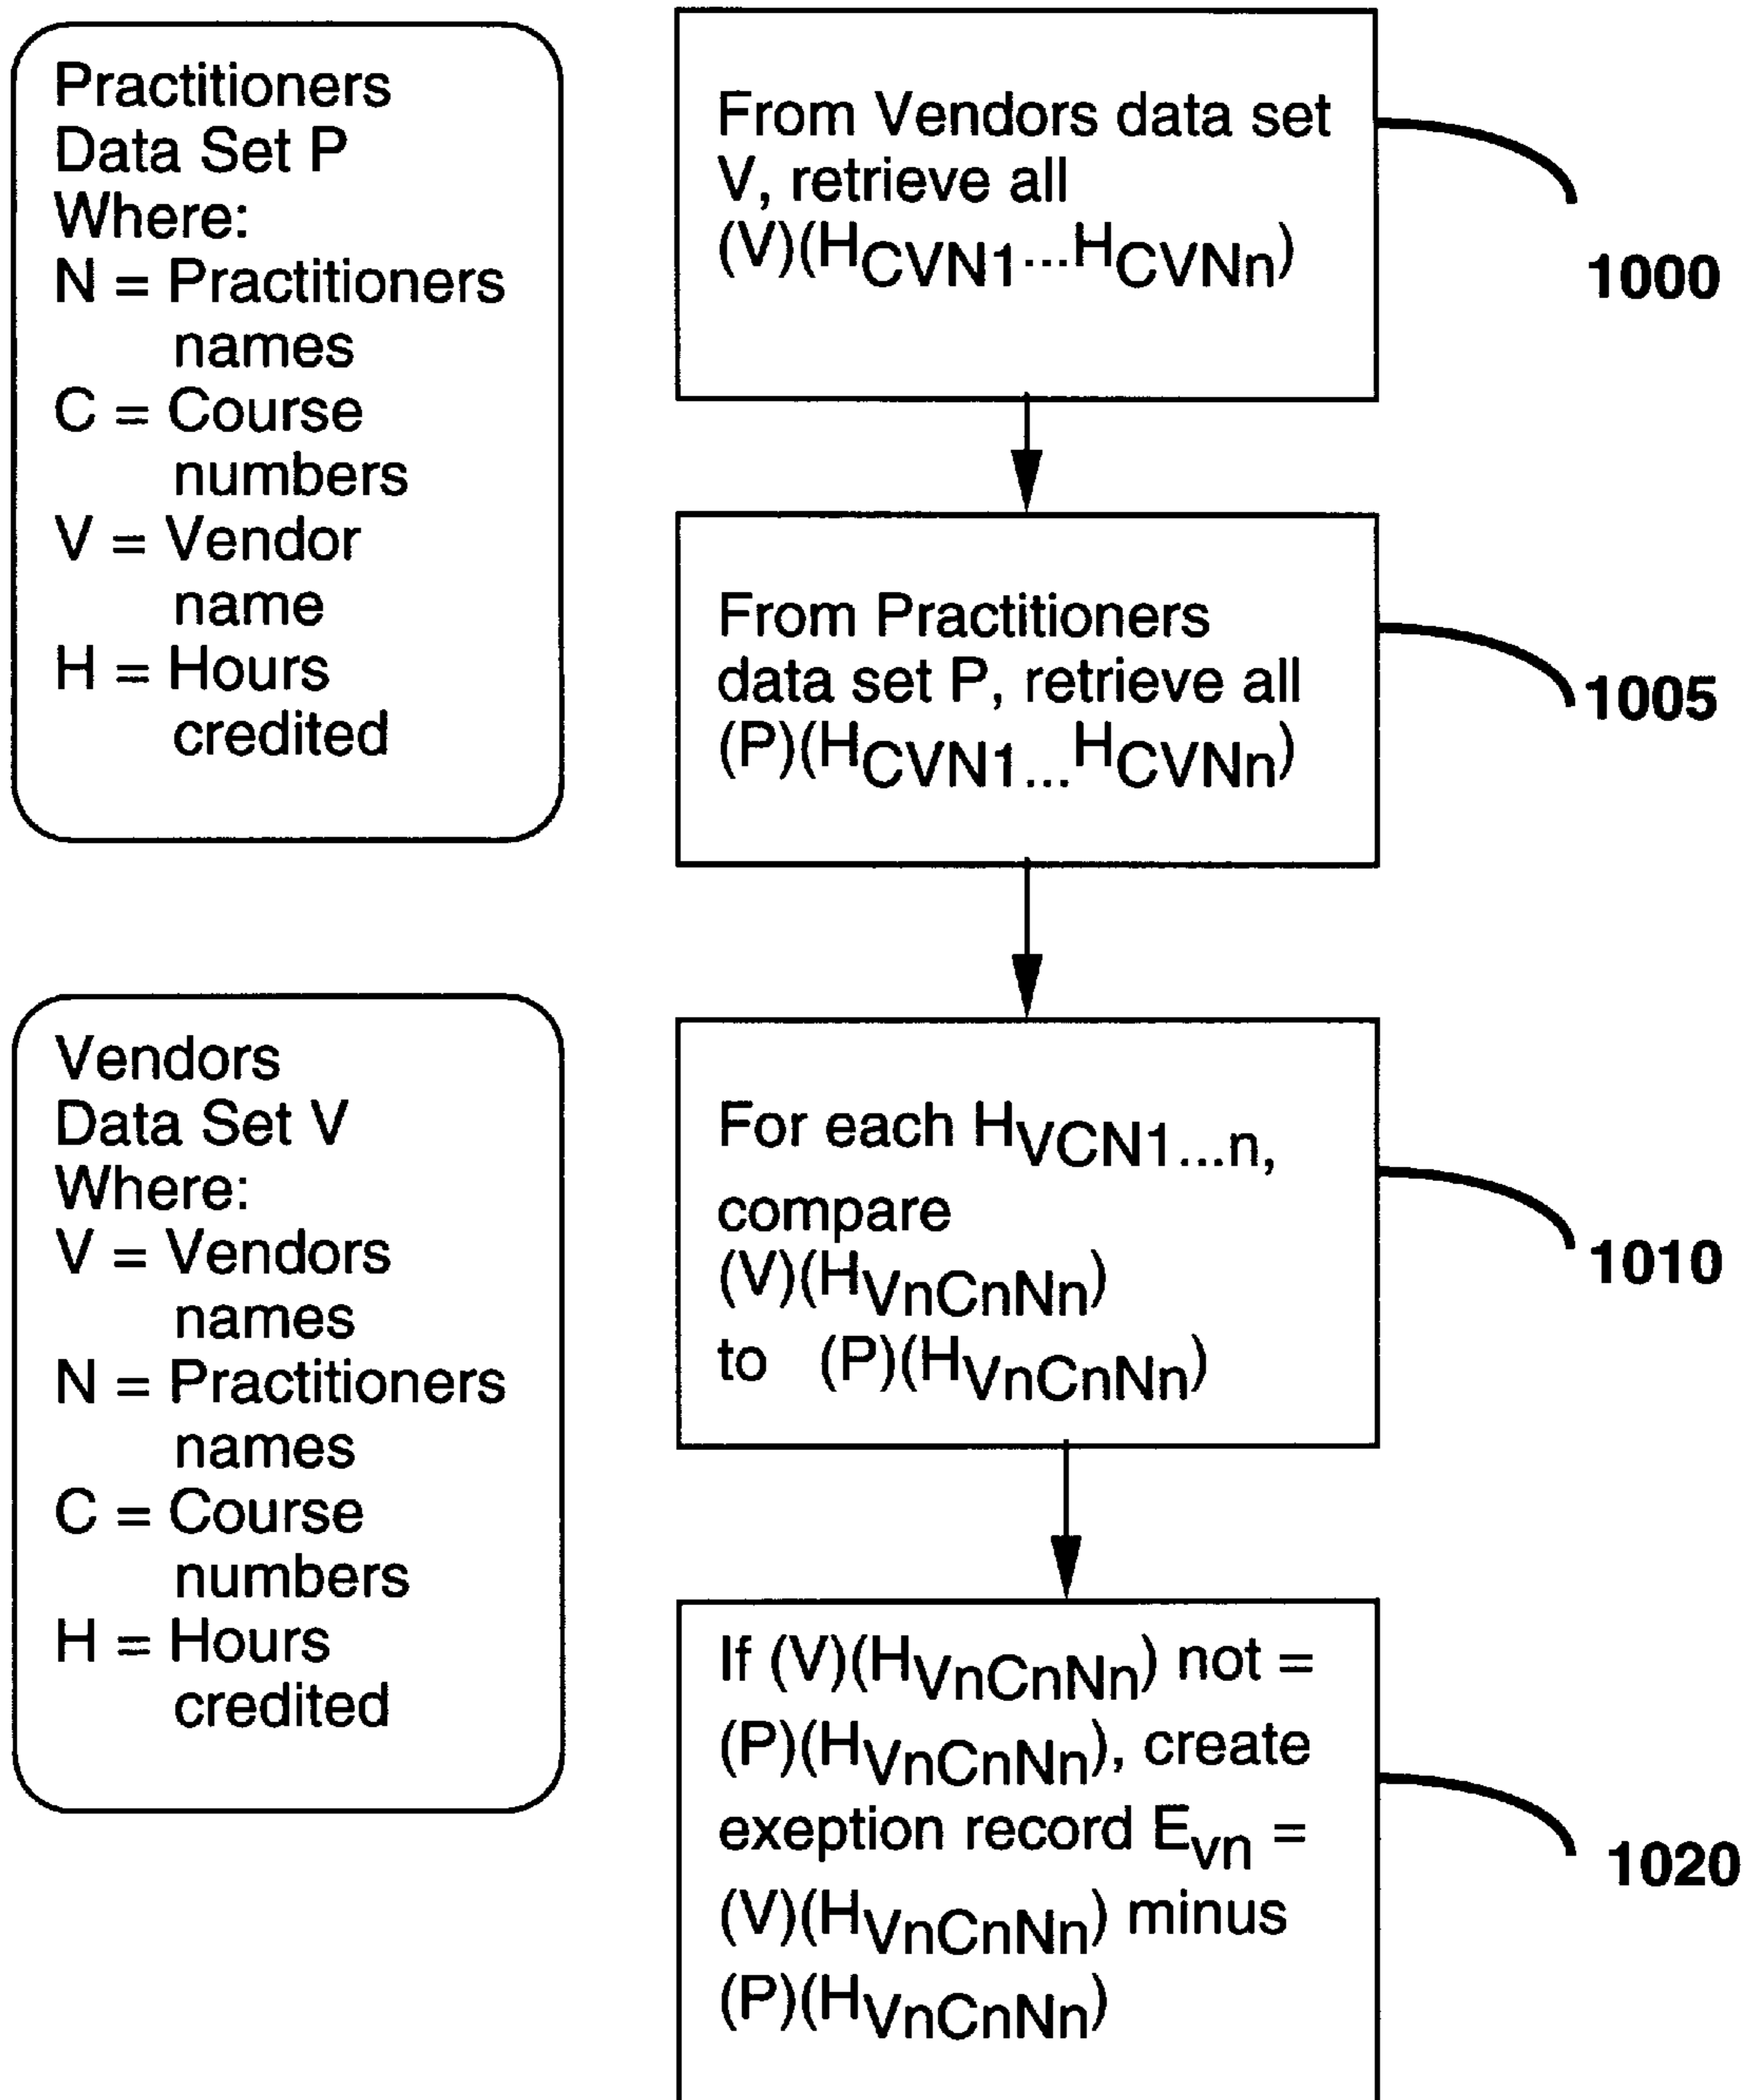 Practitioners
Data Set P
Where:
N = Practitioners
names
C = Course
numbers
V = Vendor
name
H = Hours
credited
Vendors
Data Set V
Where:
V = Vendors
names
N = Practitioners
names
C = Course
numbers
H = Hours
credited
From Vendors data set
V, retrieve all
(V)(HCVN1...HCVNn)
1000
From Practitioners
data set P, retrieve all
(P)(HCVN1...HCVNn)
1005
For each HVCN1...n,
compare
(V)(HVnCnNn)
to (P)(HVnCnNn)
1010
If (V)(HVnCnNn) not =
(P)(HVnCnNn), create
exeption record Evn =
(V)(HVnCnNn) minus
(P)(HVnCnNn)
1020